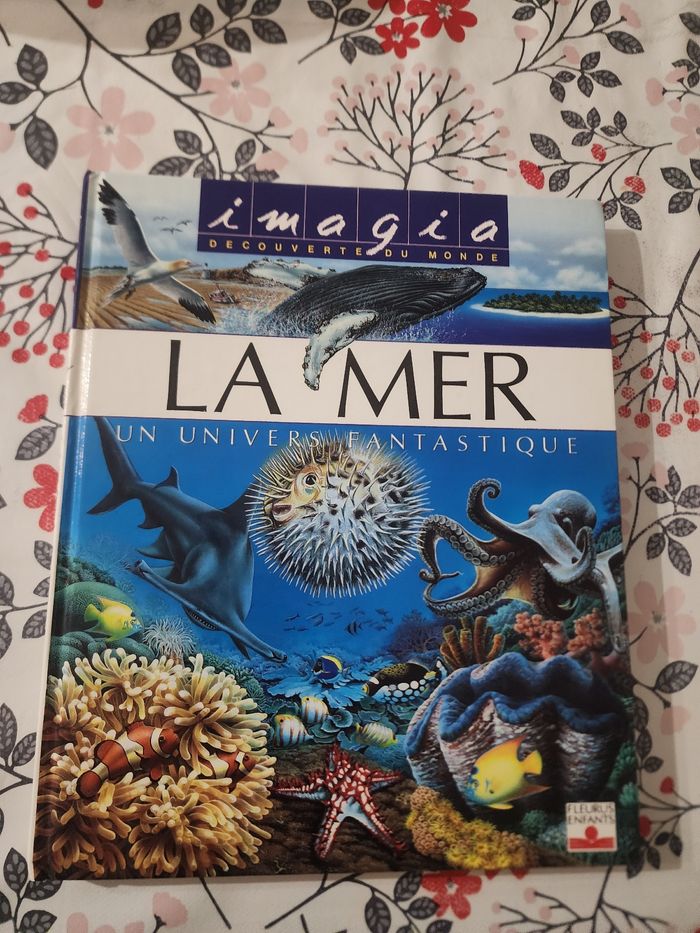 imagia
DECOUVERTE DU MONDE
LA MER
UN UNIVERS FANTASTIQUE
FLEURUS
ENFANTS